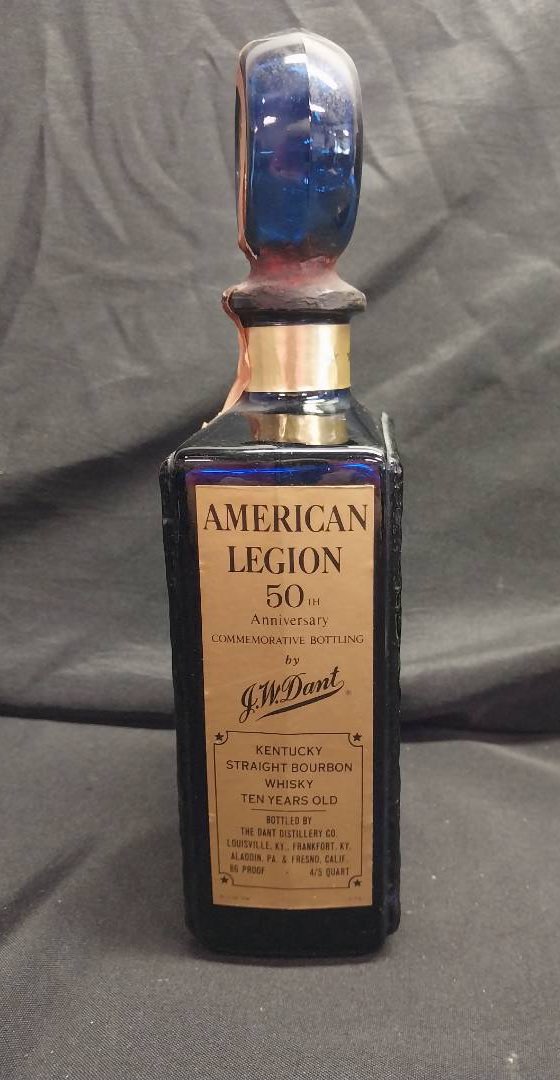 AMERICAN
LEGION
50TH
Anniversary
COMMEMORATIVE BOTTLING
by
J.W. Dant®
KENTUCKY
STRAIGHT BOURBON
WHISKY
TEN YEARS OLD
BOTTLED BY
THE DANT DISTILLERY CO.
LOUISVILLE, KY., FRANKFORT, KY.
ALADDIN, PA. & FRESNO, CALIF.
86 PROOF · 4/5 QUART